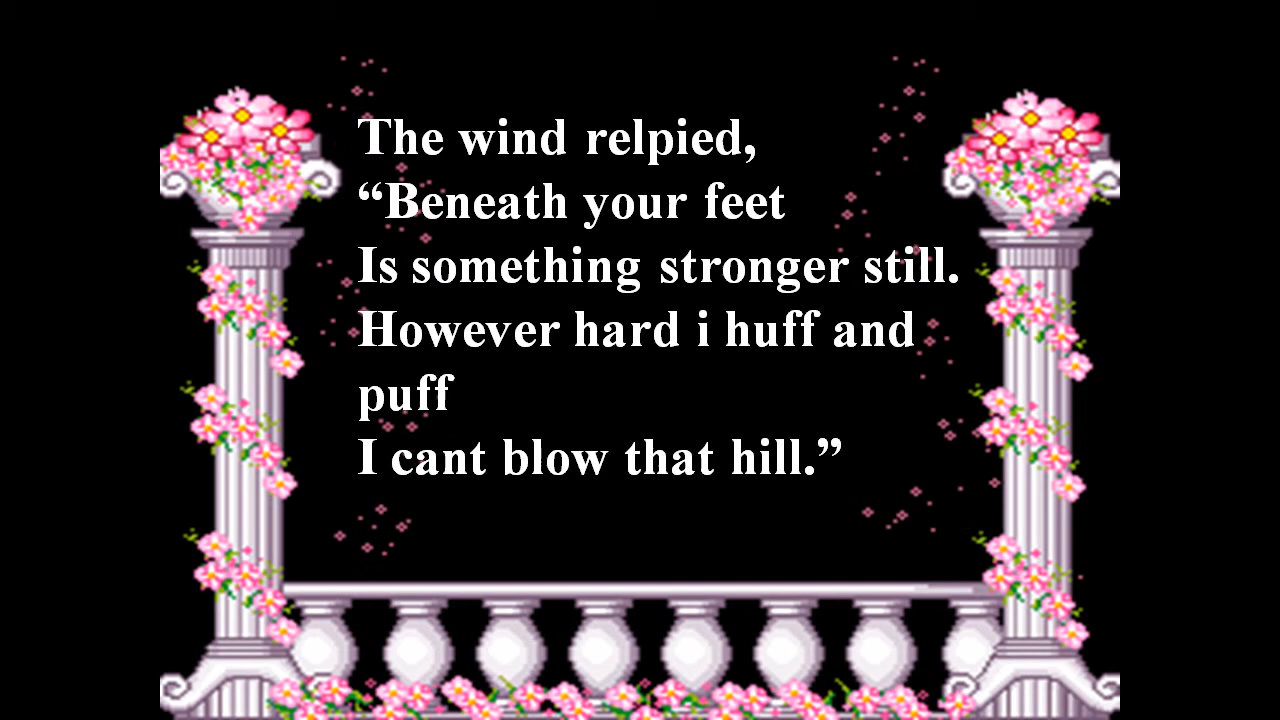 The wind relpied,
“Beneath your feet
Is something stronger still.
However hard i huff and
puff
I cant blow that hill.”